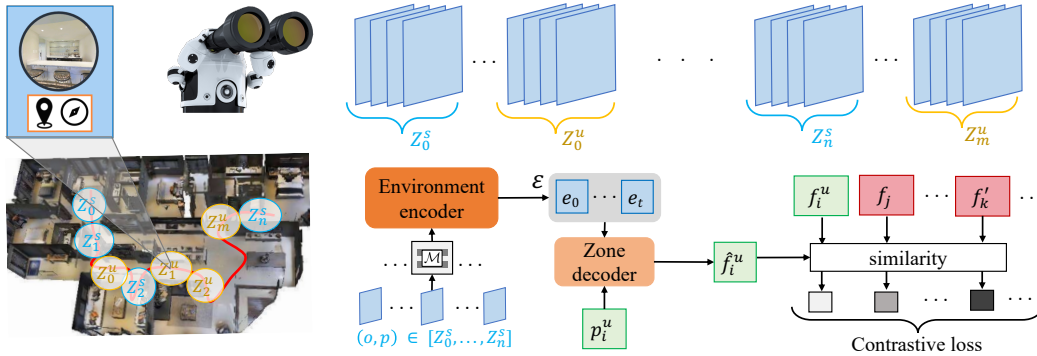 Z_0^s
Z_0^u
Z_n^s
Z_m^u
Z_0^s
Z_1^s
Z_0^u
Z_2^s
Z_1^u
Z_2^u
Z_m^u
Z_n^s
Environment
encoder
ℰ
e_0 ... e_t
ℳ
... ...
... ...
(o, p) ∈ [Z_0^s, ..., Z_n^s]
Zone
decoder
p_i^u
f̂_i^u
f_i^u
f_j
...
f'_k
...
similarity
... ...
Contrastive loss